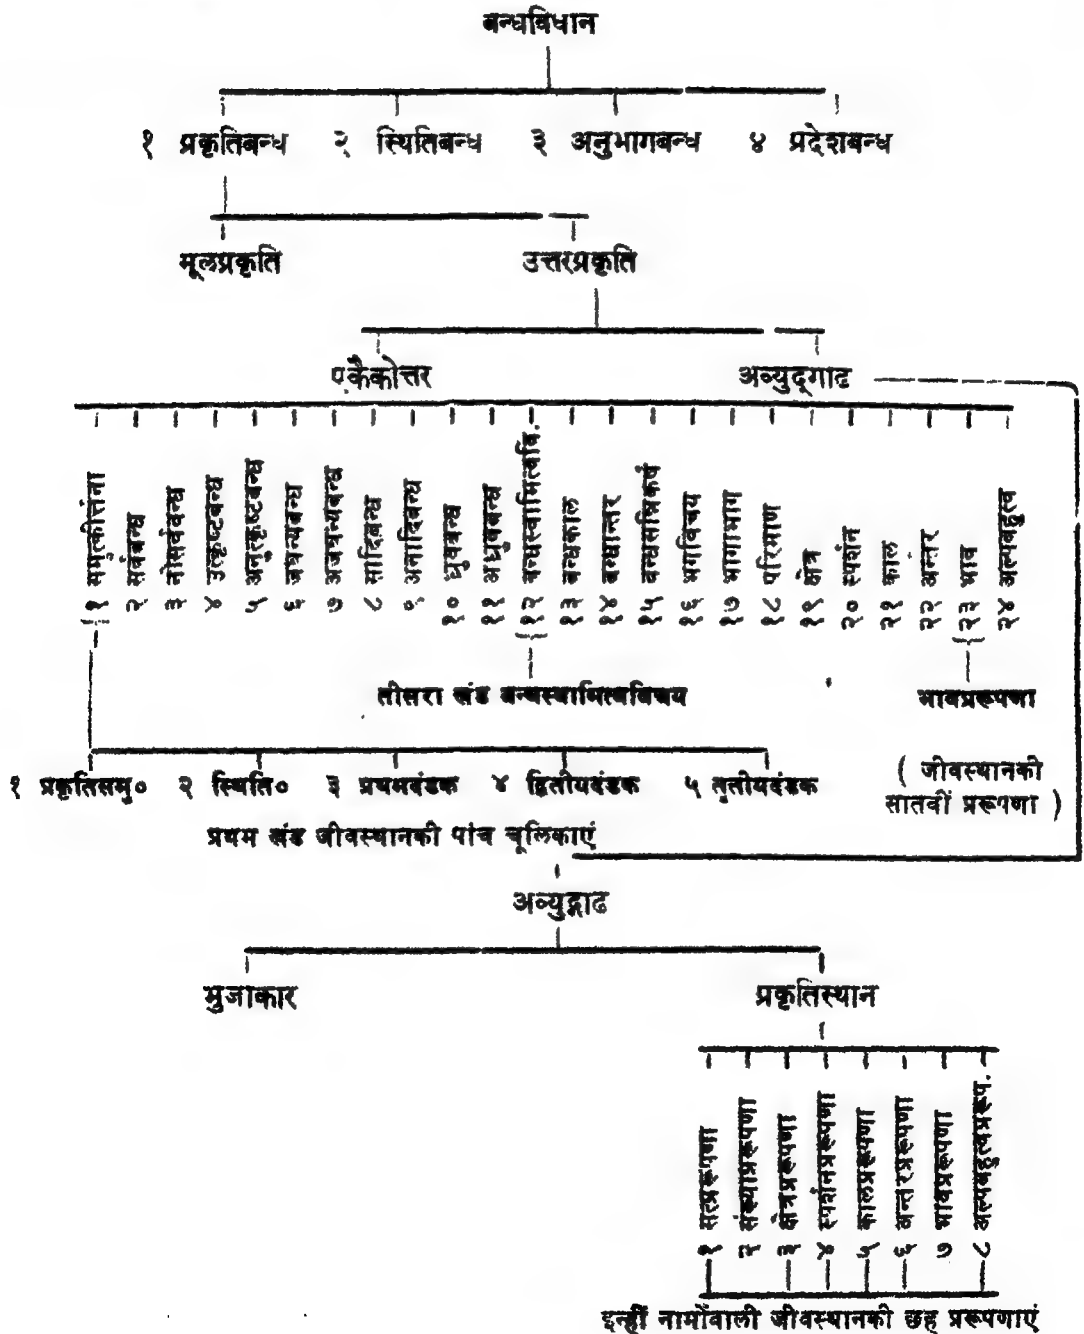 बन्धविधान
१ प्रकृतिबन्ध २ स्थितिबन्ध ३ अनुभागबन्ध ४ प्रदेशबन्ध
मूलप्रकृति उत्तरप्रकृति
एकैकोत्तर अव्युद्गाढ
१ समुत्कीर्त्तना
२ सर्वबन्ध
३ नोसर्वबन्ध
४ उत्कृष्टबन्ध
५ अनुत्कृष्टबन्ध
६ जघन्यबन्ध
७ अजघन्यबन्ध
८ सादिबन्ध
९ अनादिबन्ध
१० ध्रुवबन्ध
११ अध्रुवबन्ध
१२ बन्धस्वामित्ववि.
१३ बन्धकाल
१४ बन्धान्तर
१५ बन्धसन्निकर्ष
१६ भंगविचय
१७ भागाभाग
१८ परिमाण
१९ क्षेत्र
२० स्पर्शन
२१ काल
२२ अन्तर
२३ भाव
२४ अल्पबहुत्व
तीसरा खंड बन्धस्वामित्वविचय भावप्ररूपणा
१ प्रकृतिसमु० २ स्थिति० ३ प्रथमदंडक ४ द्वितीयदंडक ५ तृतीयदंडक
( जीवस्थानकी
सातवीं प्ररूपणा )
प्रथम खंड जीवस्थानकी पांच चूलिकाएं
अव्युद्गाढ
भुजाकार प्रकृतिस्थान
१ सत्प्ररूपणा
२ संख्याप्ररूपणा
३ क्षेत्रप्ररूपणा
४ स्पर्शनप्ररूपणा
५ कालप्ररूपणा
६ अन्तरप्ररूपणा
७ भावप्ररूपणा
८ अल्पबहुत्वप्ररूप.
इन्हीं नामोंवाली जीवस्थानकी छह प्ररूपणाएं